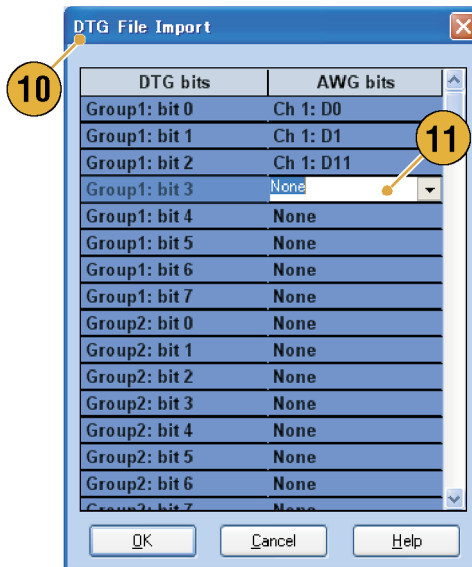 DTG File Import
10
DTG bits AWG bits
Group1: bit 0 Ch 1: D0
Group1: bit 1 Ch 1: D1
11
Group1: bit 2 Ch 1: D11
Group1: bit 3 None
Group1: bit 4 None
Group1: bit 5 None
Group1: bit 6 None
Group1: bit 7 None
Group2: bit 0 None
Group2: bit 1 None
Group2: bit 2 None
Group2: bit 3 None
Group2: bit 4 None
Group2: bit 5 None
Group2: bit 6 None
Group2: bit 7 None
OK Cancel Help